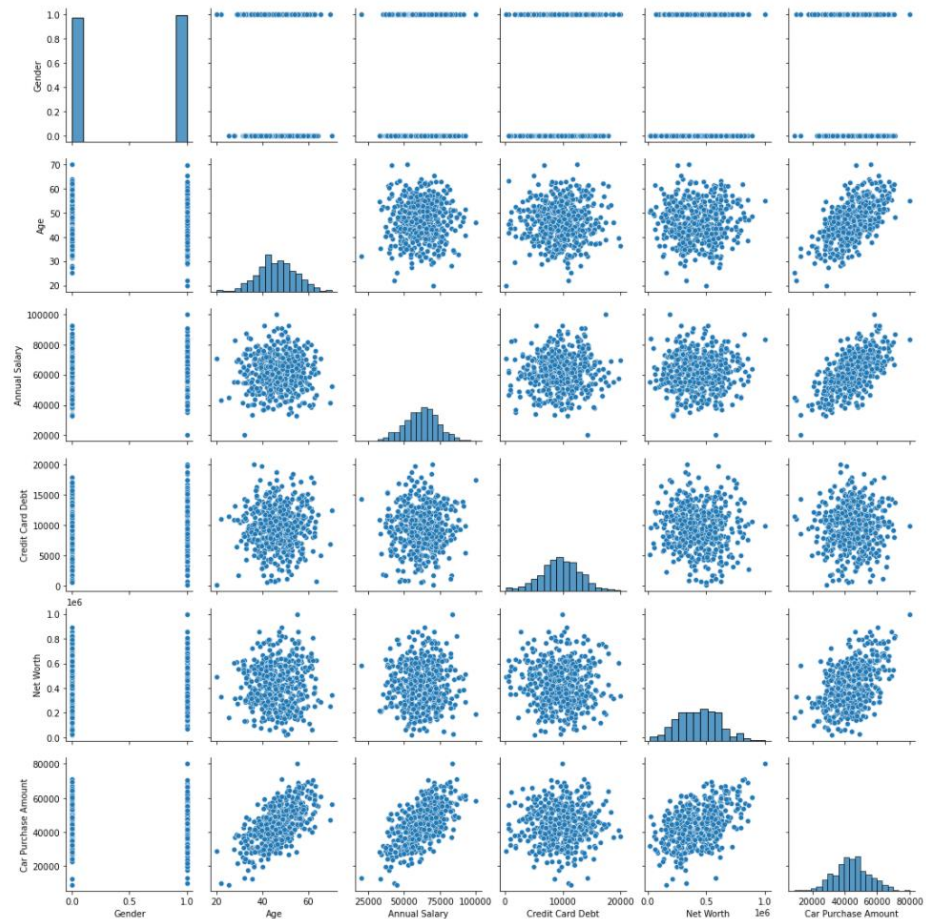 1.0
0.8
0.6
0.4
0.2
0.0
Gender
70
60
50
40
30
20
Age
100000
80000
60000
40000
20000
Annual Salary
20000
15000
10000
5000
0
Credit Card Debt
1e6
1.0
0.8
0.6
0.4
0.2
0.0
Net Worth
80000
60000
40000
20000
Car Purchase Amount
0.0 0.5 1.0
Gender
20 40 60
Age
25000 50000 75000 100000
Annual Salary
0 5000 10000 15000 20000
Credit Card Debt
0.0 0.5 1.0
1e6
Net Worth
20000 40000 60000 80000
Car Purchase Amount